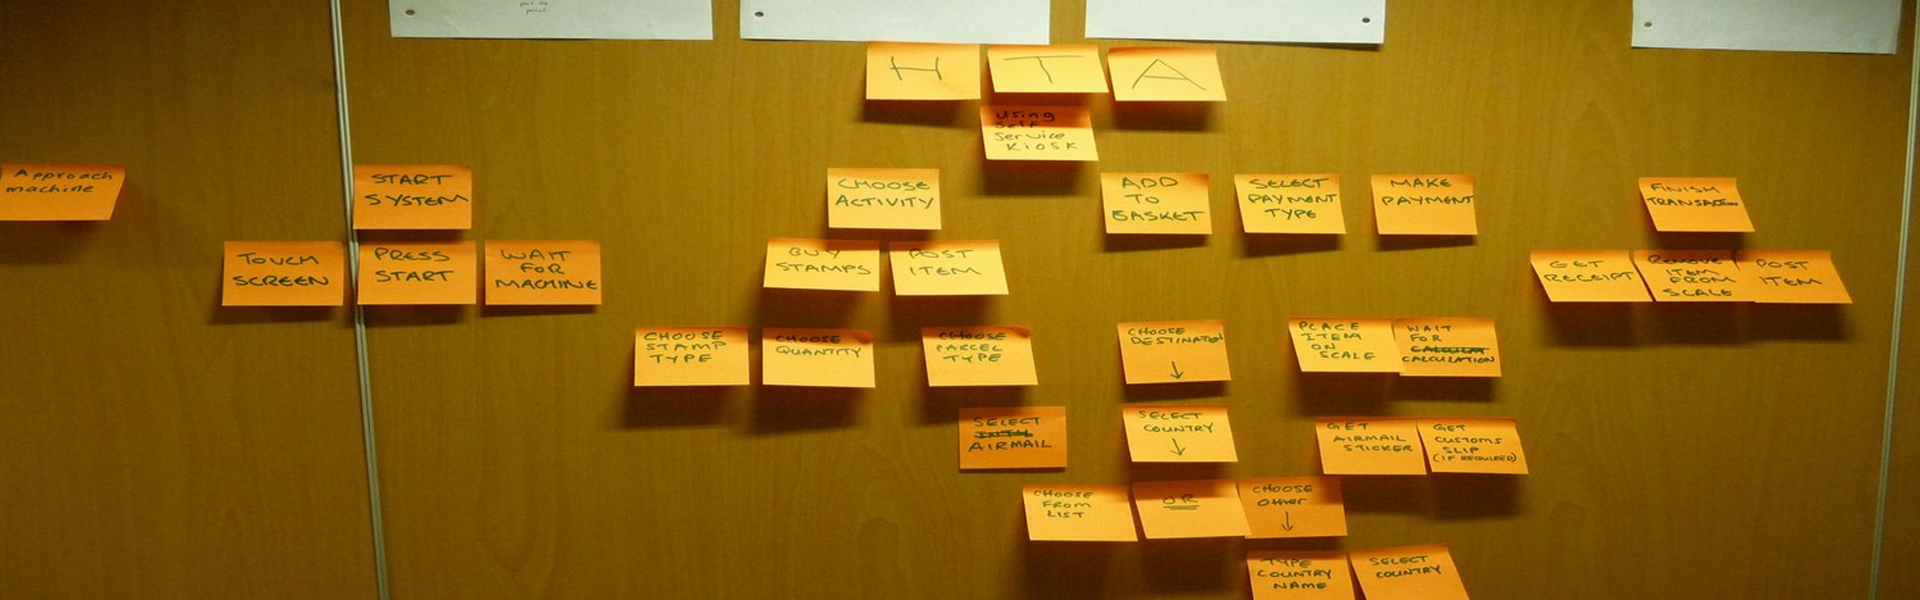 H T A
Using
Self
Service
Kiosk
Approach
machine
START
SYSTEM
CHOOSE
ACTIVITY
ADD
TO
BASKET
SELECT
PAYMENT
TYPE
MAKE
PAYMENT
FINISH
TRANSACTION
TOUCH
SCREEN
PRESS
START
WAIT
FOR
MACHINE
BUY
STAMPS
POST
ITEM
GET
RECEIPT
REMOVE
ITEM
FROM
SCALE
POST
ITEM
CHOOSE
STAMP
TYPE
CHOOSE
QUANTITY
CHOOSE
PARCEL
TYPE
CHOOSE
DESTINATION
↓
PLACE
ITEM
ON
SCALE
WAIT
FOR
CALCULATION
SELECT
AIRMAIL
SELECT
COUNTRY
↓
GET
AIRMAIL
STICKER
GET
CUSTOMS
SLIP
(IF REQUIRED)
CHOOSE
FROM
LIST
OR
CHOOSE
Other
↓
TYPE
COUNTRY
NAME
SELECT
COUNTRY